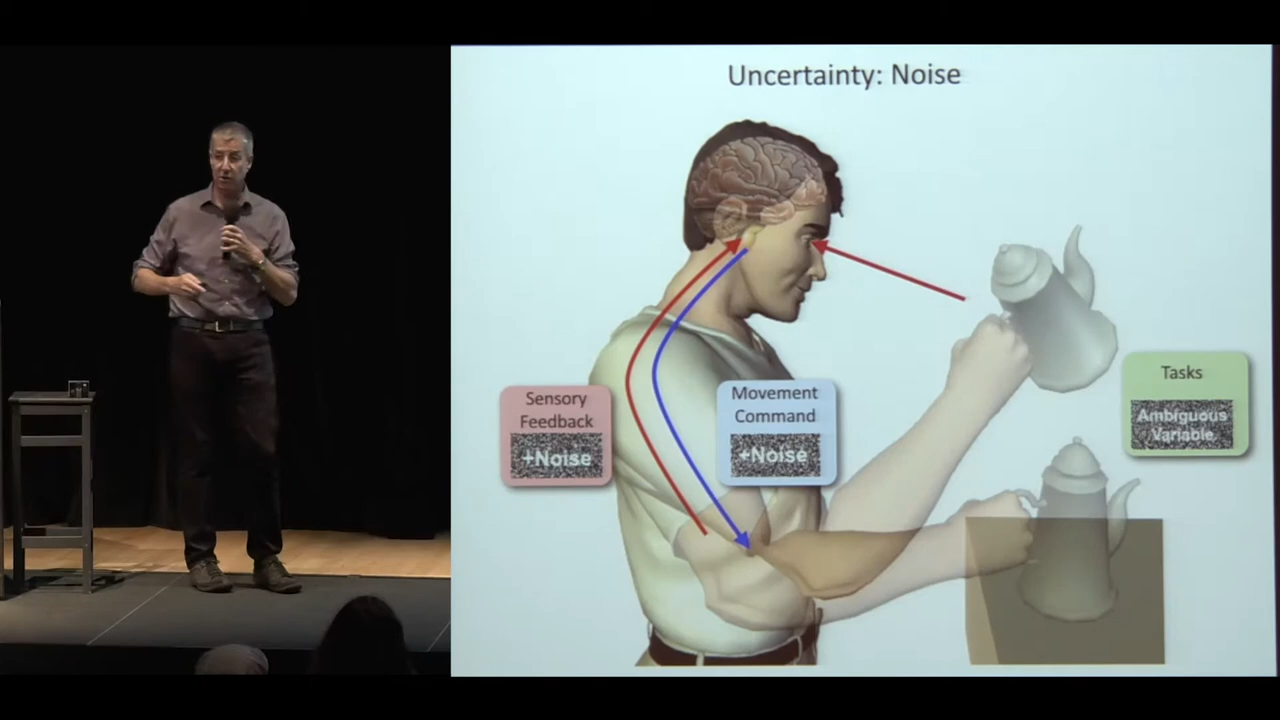 Uncertainty: Noise
Sensory
Feedback
+Noise
Movement
Command
+Noise
Tasks
Ambiguous
Variable